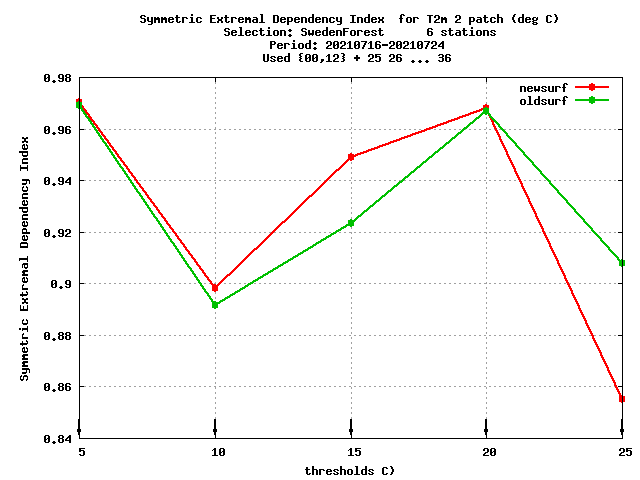 Symmetric Extremal Dependency Index  for T2m 2 patch (deg C)
Selection: SwedenForest      6 stations
Period: 20210716-20210724
Used {00,12} + 25 26 ... 36
newsurf
oldsurf
Symmetric Extremal Dependency Index
0.98
0.96
0.94
0.92
0.9
0.88
0.86
0.84
5 10 15 20 25
thresholds C)